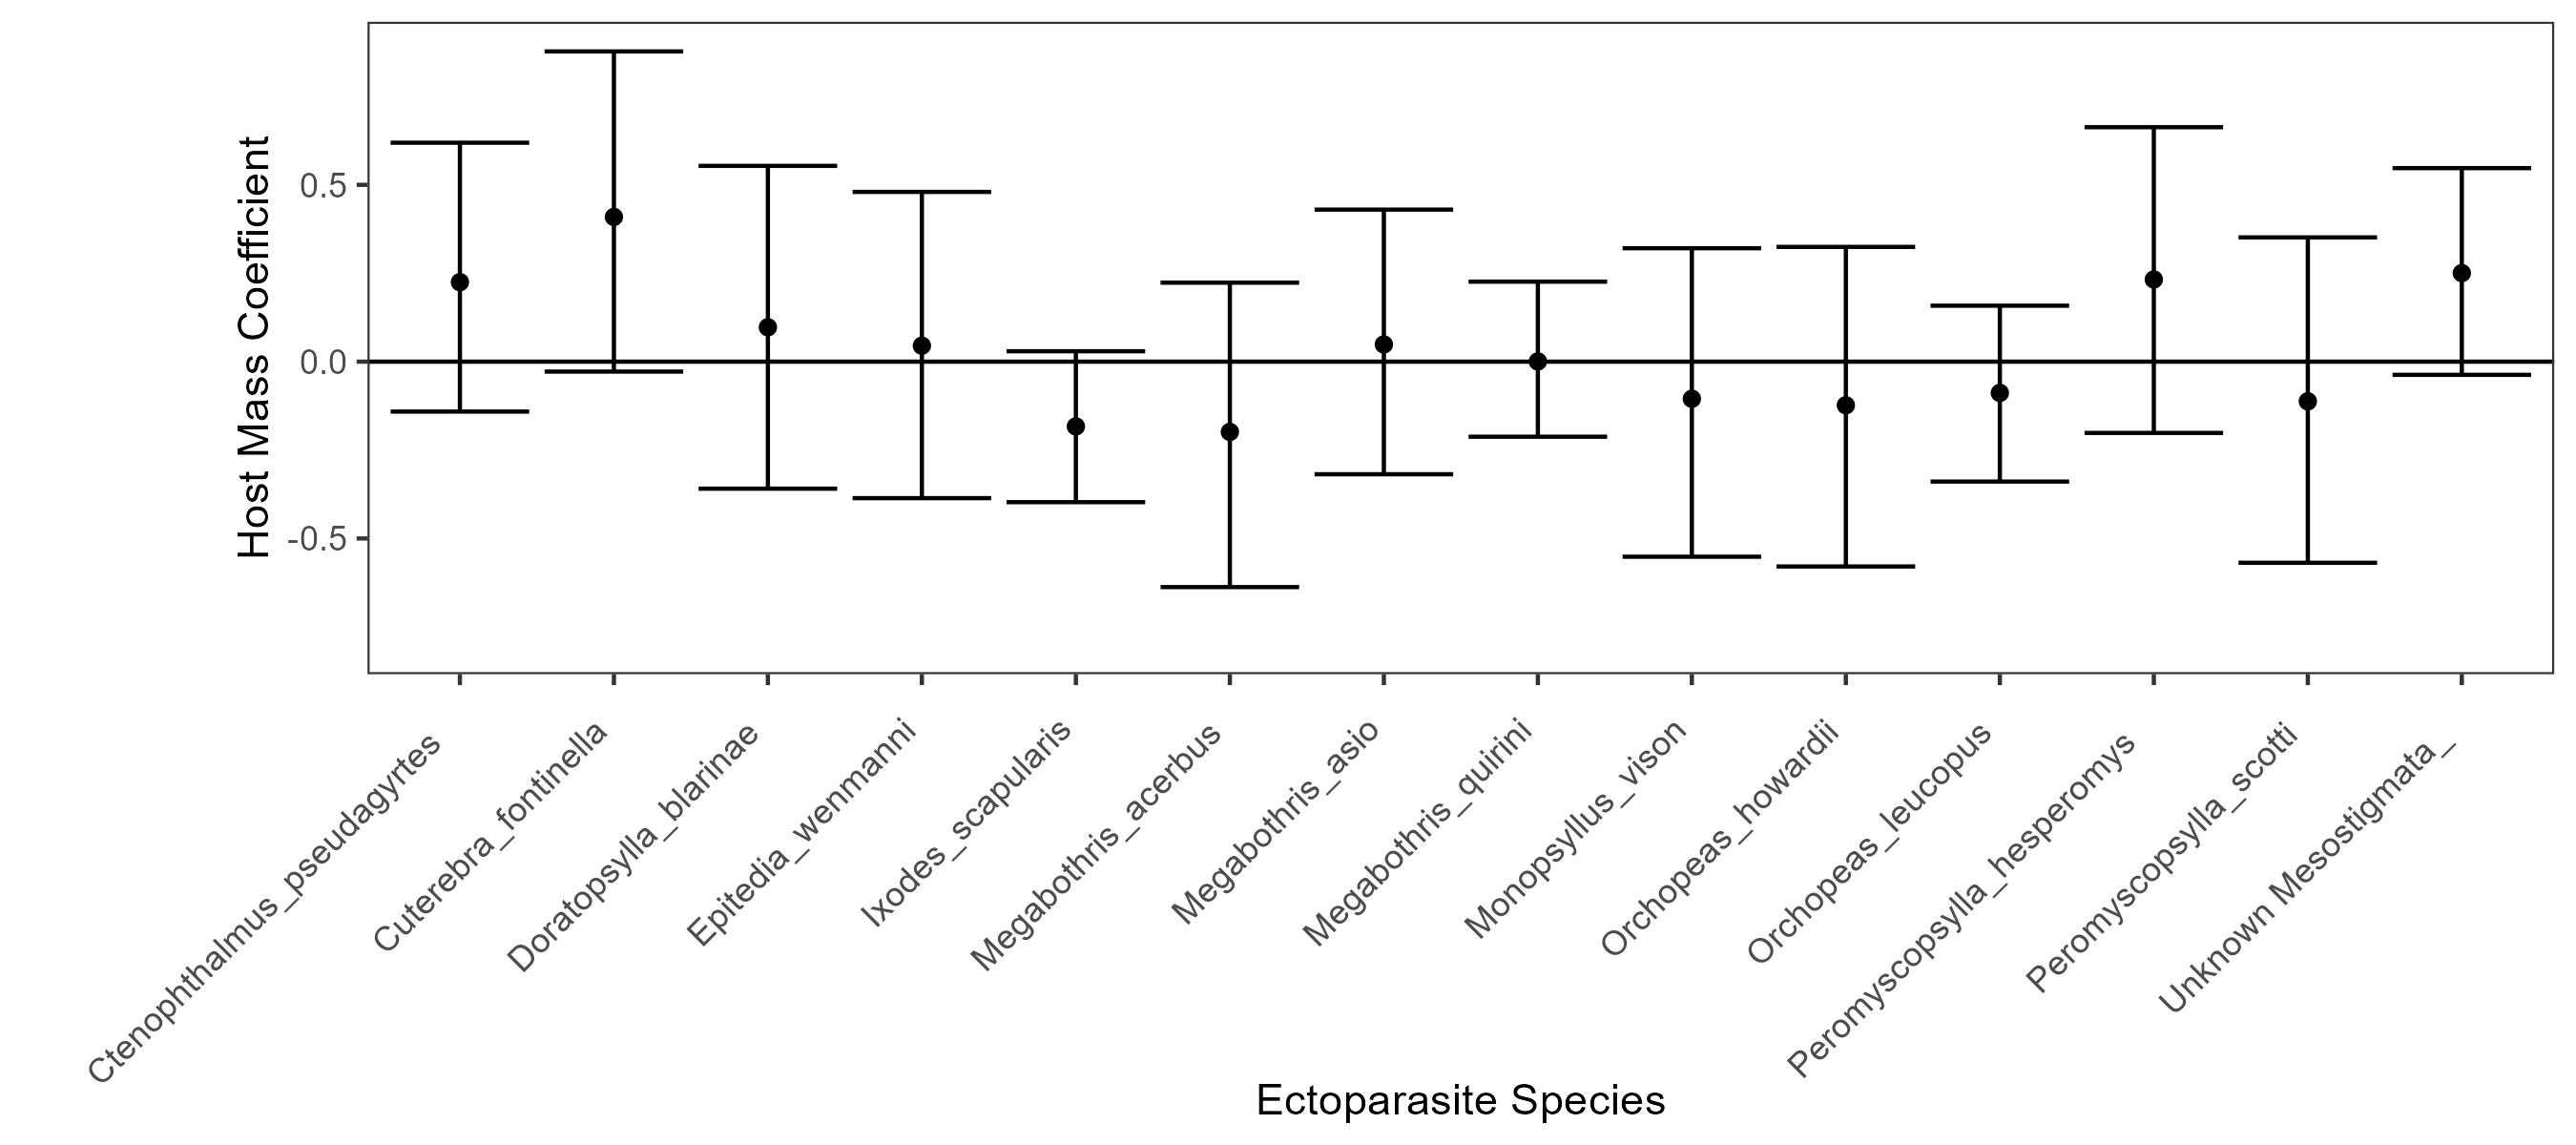 Host Mass Coefficient
0.5
0.0
-0.5
Ctenophthalmus_pseudagyrtes
Cuterebra_fontinella
Doratopsylla_blarinae
Epitedia_wenmanni
Ixodes_scapularis
Megabothris_acerbus
Megabothris_asio
Megabothris_quirini
Monopsyllus_vison
Orchopeas_howardii
Orchopeas_leucopus
Peromyscopsylla_hesperomys
Peromyscopsylla_scotti
Unknown Mesostigmata_
Ectoparasite Species